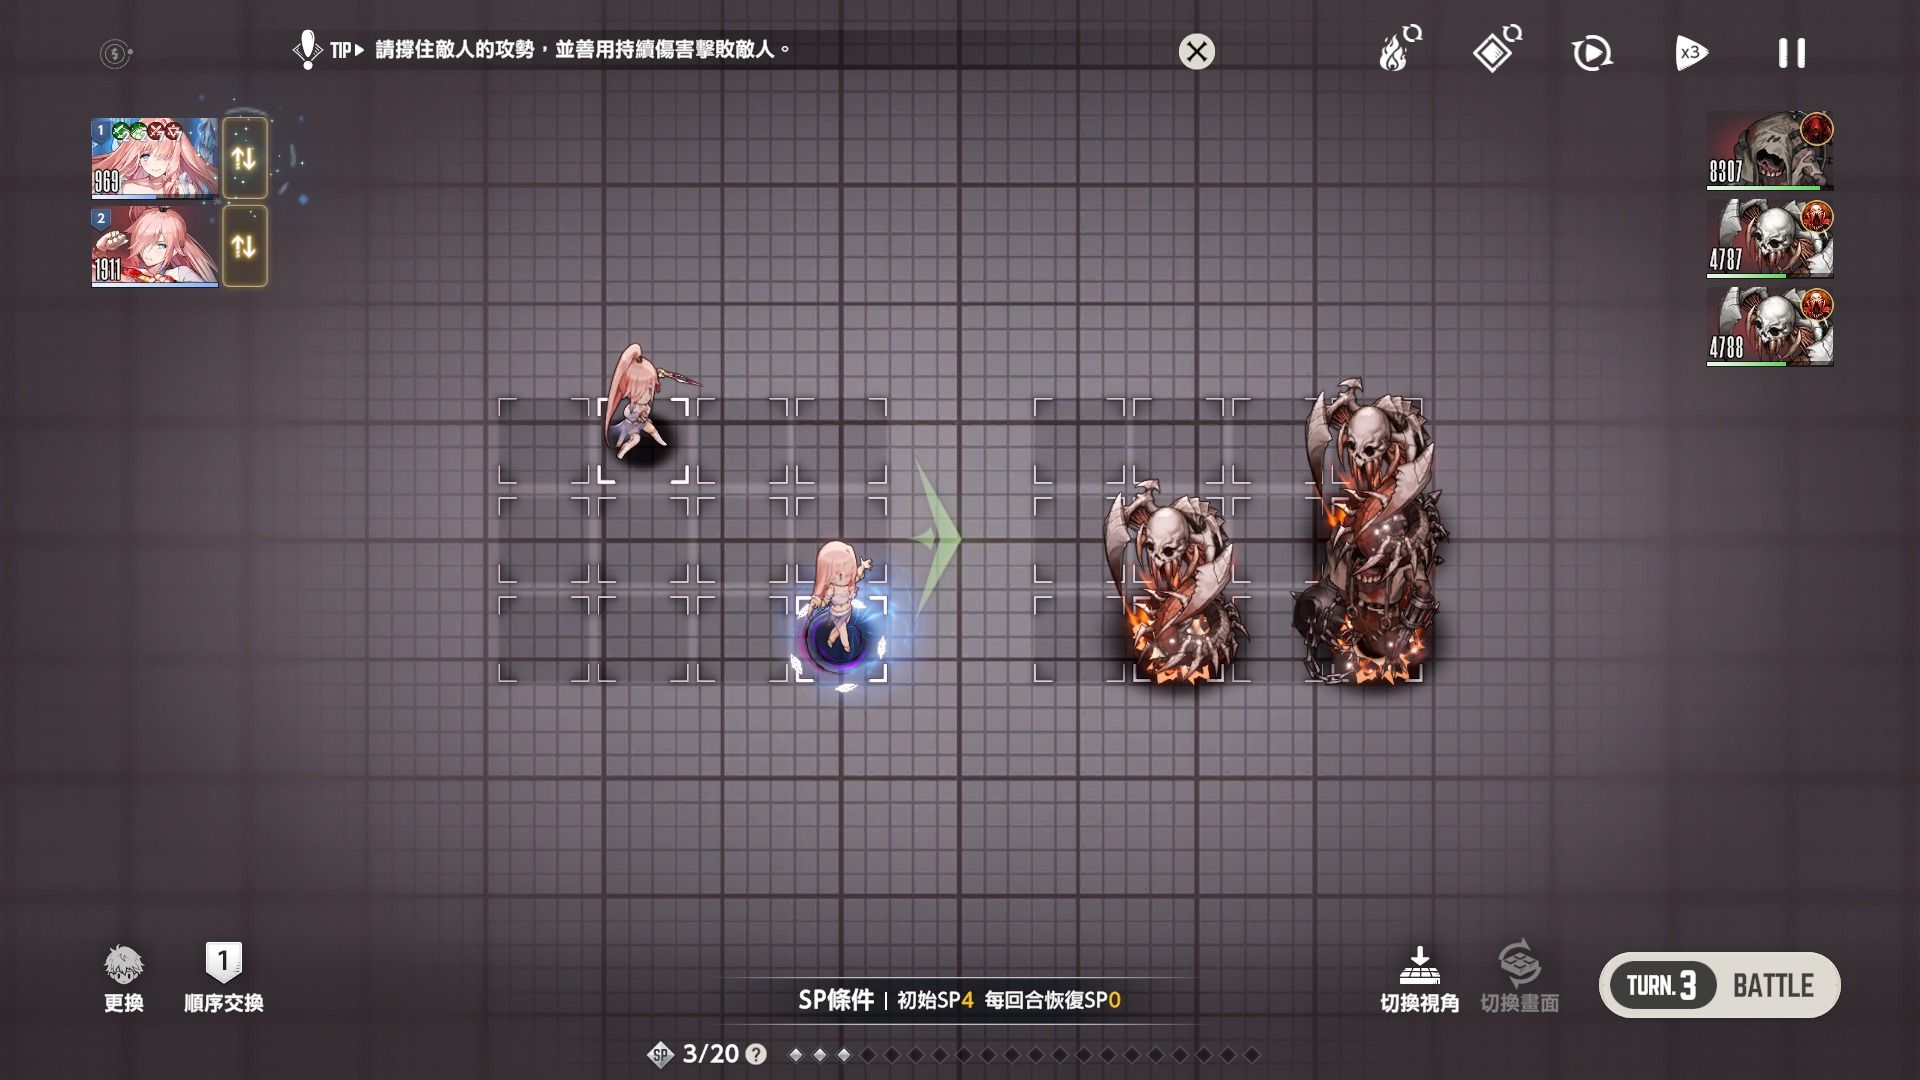 TIP 請撐住敵人的攻勢，並善用持續傷害擊敗敵人。
x3
1
969
2
1911
8307
4787
4788
1
更換
順序交換
SP條件 | 初始SP4 每回合恢復SP0
SP 3/20 ?
切換視角
切換畫面
TURN.3 BATTLE